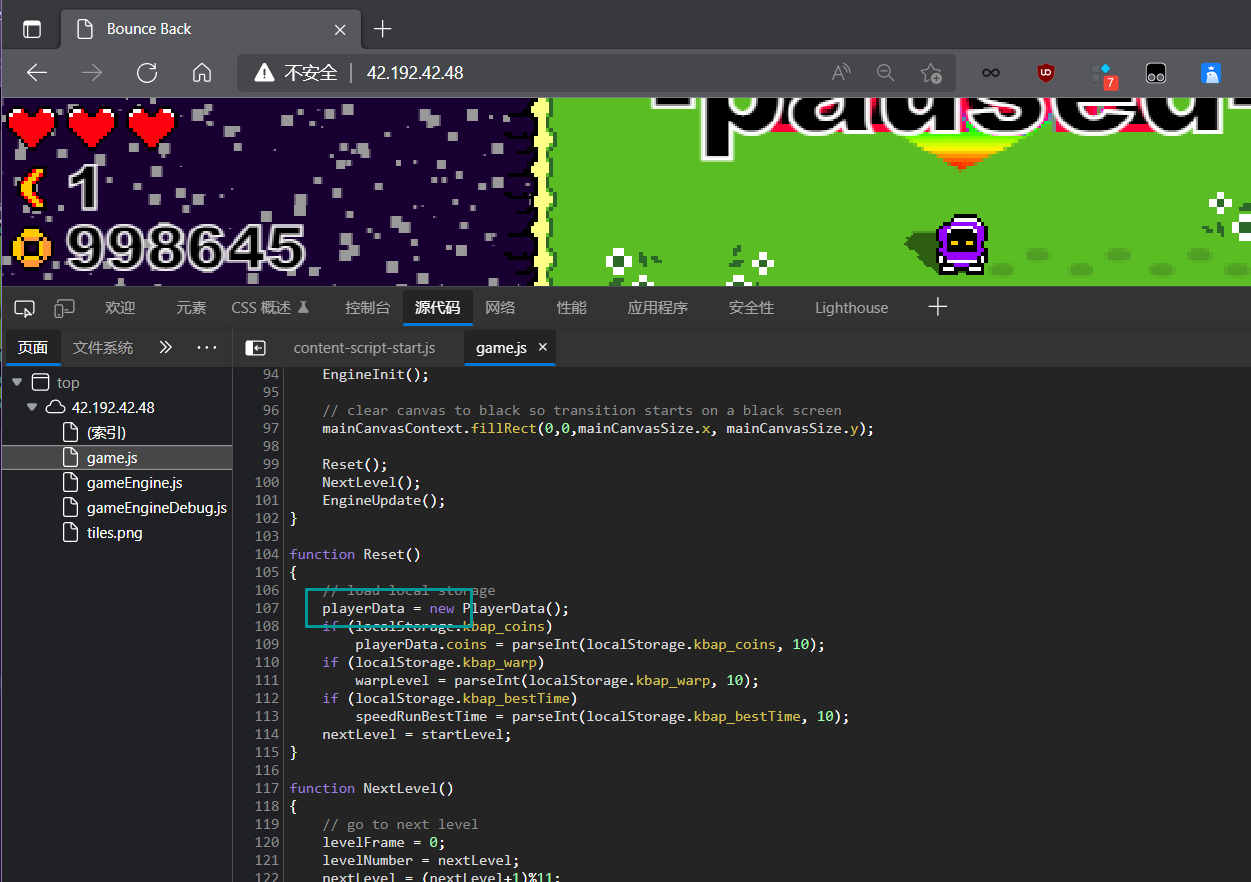 Bounce Back
不安全 42.192.42.48
7
-paused-
1
998645
欢迎 元素 CSS 概述 控制台 源代码 网络 性能 应用程序 安全性 Lighthouse
页面 文件系统 content-script-start.js game.js
top
42.192.42.48
(索引)
game.js
gameEngine.js
gameEngineDebug.js
tiles.png
94 EngineInit();
95
96 // clear canvas to black so transition starts on a black screen
97 mainCanvasContext.fillRect(0,0,mainCanvasSize.x, mainCanvasSize.y);
98
99 Reset();
100 NextLevel();
101 EngineUpdate();
102 }
103
104 function Reset()
105 {
106 // load local storage
107 playerData = new PlayerData();
108 if (localStorage.kbap_coins)
109 playerData.coins = parseInt(localStorage.kbap_coins, 10);
110 if (localStorage.kbap_warp)
111 warpLevel = parseInt(localStorage.kbap_warp, 10);
112 if (localStorage.kbap_bestTime)
113 speedRunBestTime = parseInt(localStorage.kbap_bestTime, 10);
114 nextLevel = startLevel;
115 }
116
117 function NextLevel()
118 {
119 // go to next level
120 levelFrame = 0;
121 levelNumber = nextLevel;
122 nextLevel = (nextLevel+1)%11;